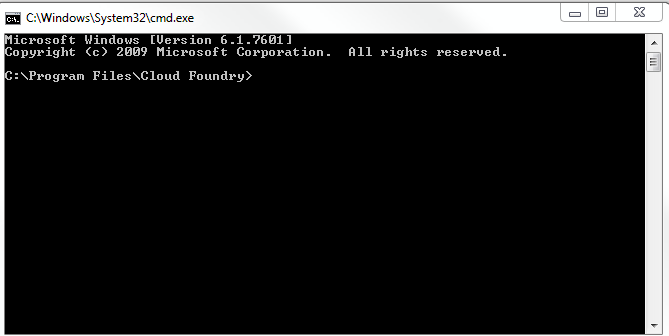 C:\Windows\System32\cmd.exe
Microsoft Windows [Version 6.1.7601]
Copyright (c) 2009 Microsoft Corporation.  All rights reserved.
C:\Program Files\Cloud Foundry>